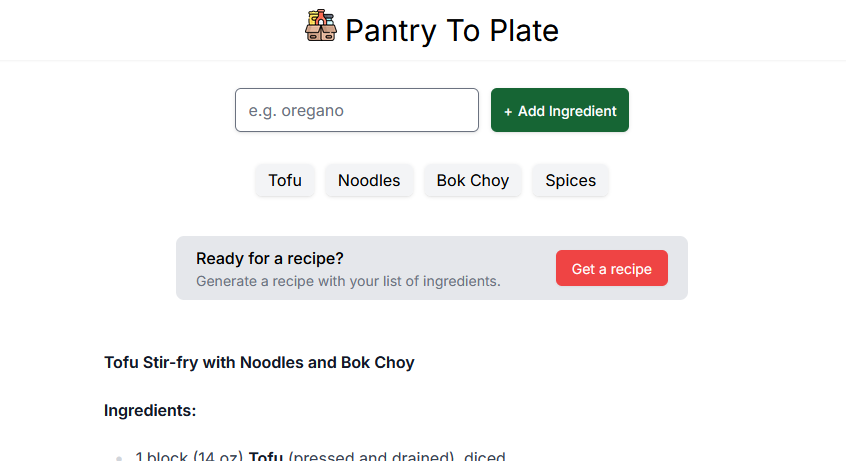 Pantry To Plate
e.g. oregano
+ Add Ingredient
Tofu Noodles Bok Choy Spices
Ready for a recipe?
Generate a recipe with your list of ingredients.
Get a recipe
Tofu Stir-fry with Noodles and Bok Choy
Ingredients:
1 block (14 oz) Tofu (pressed and drained), diced